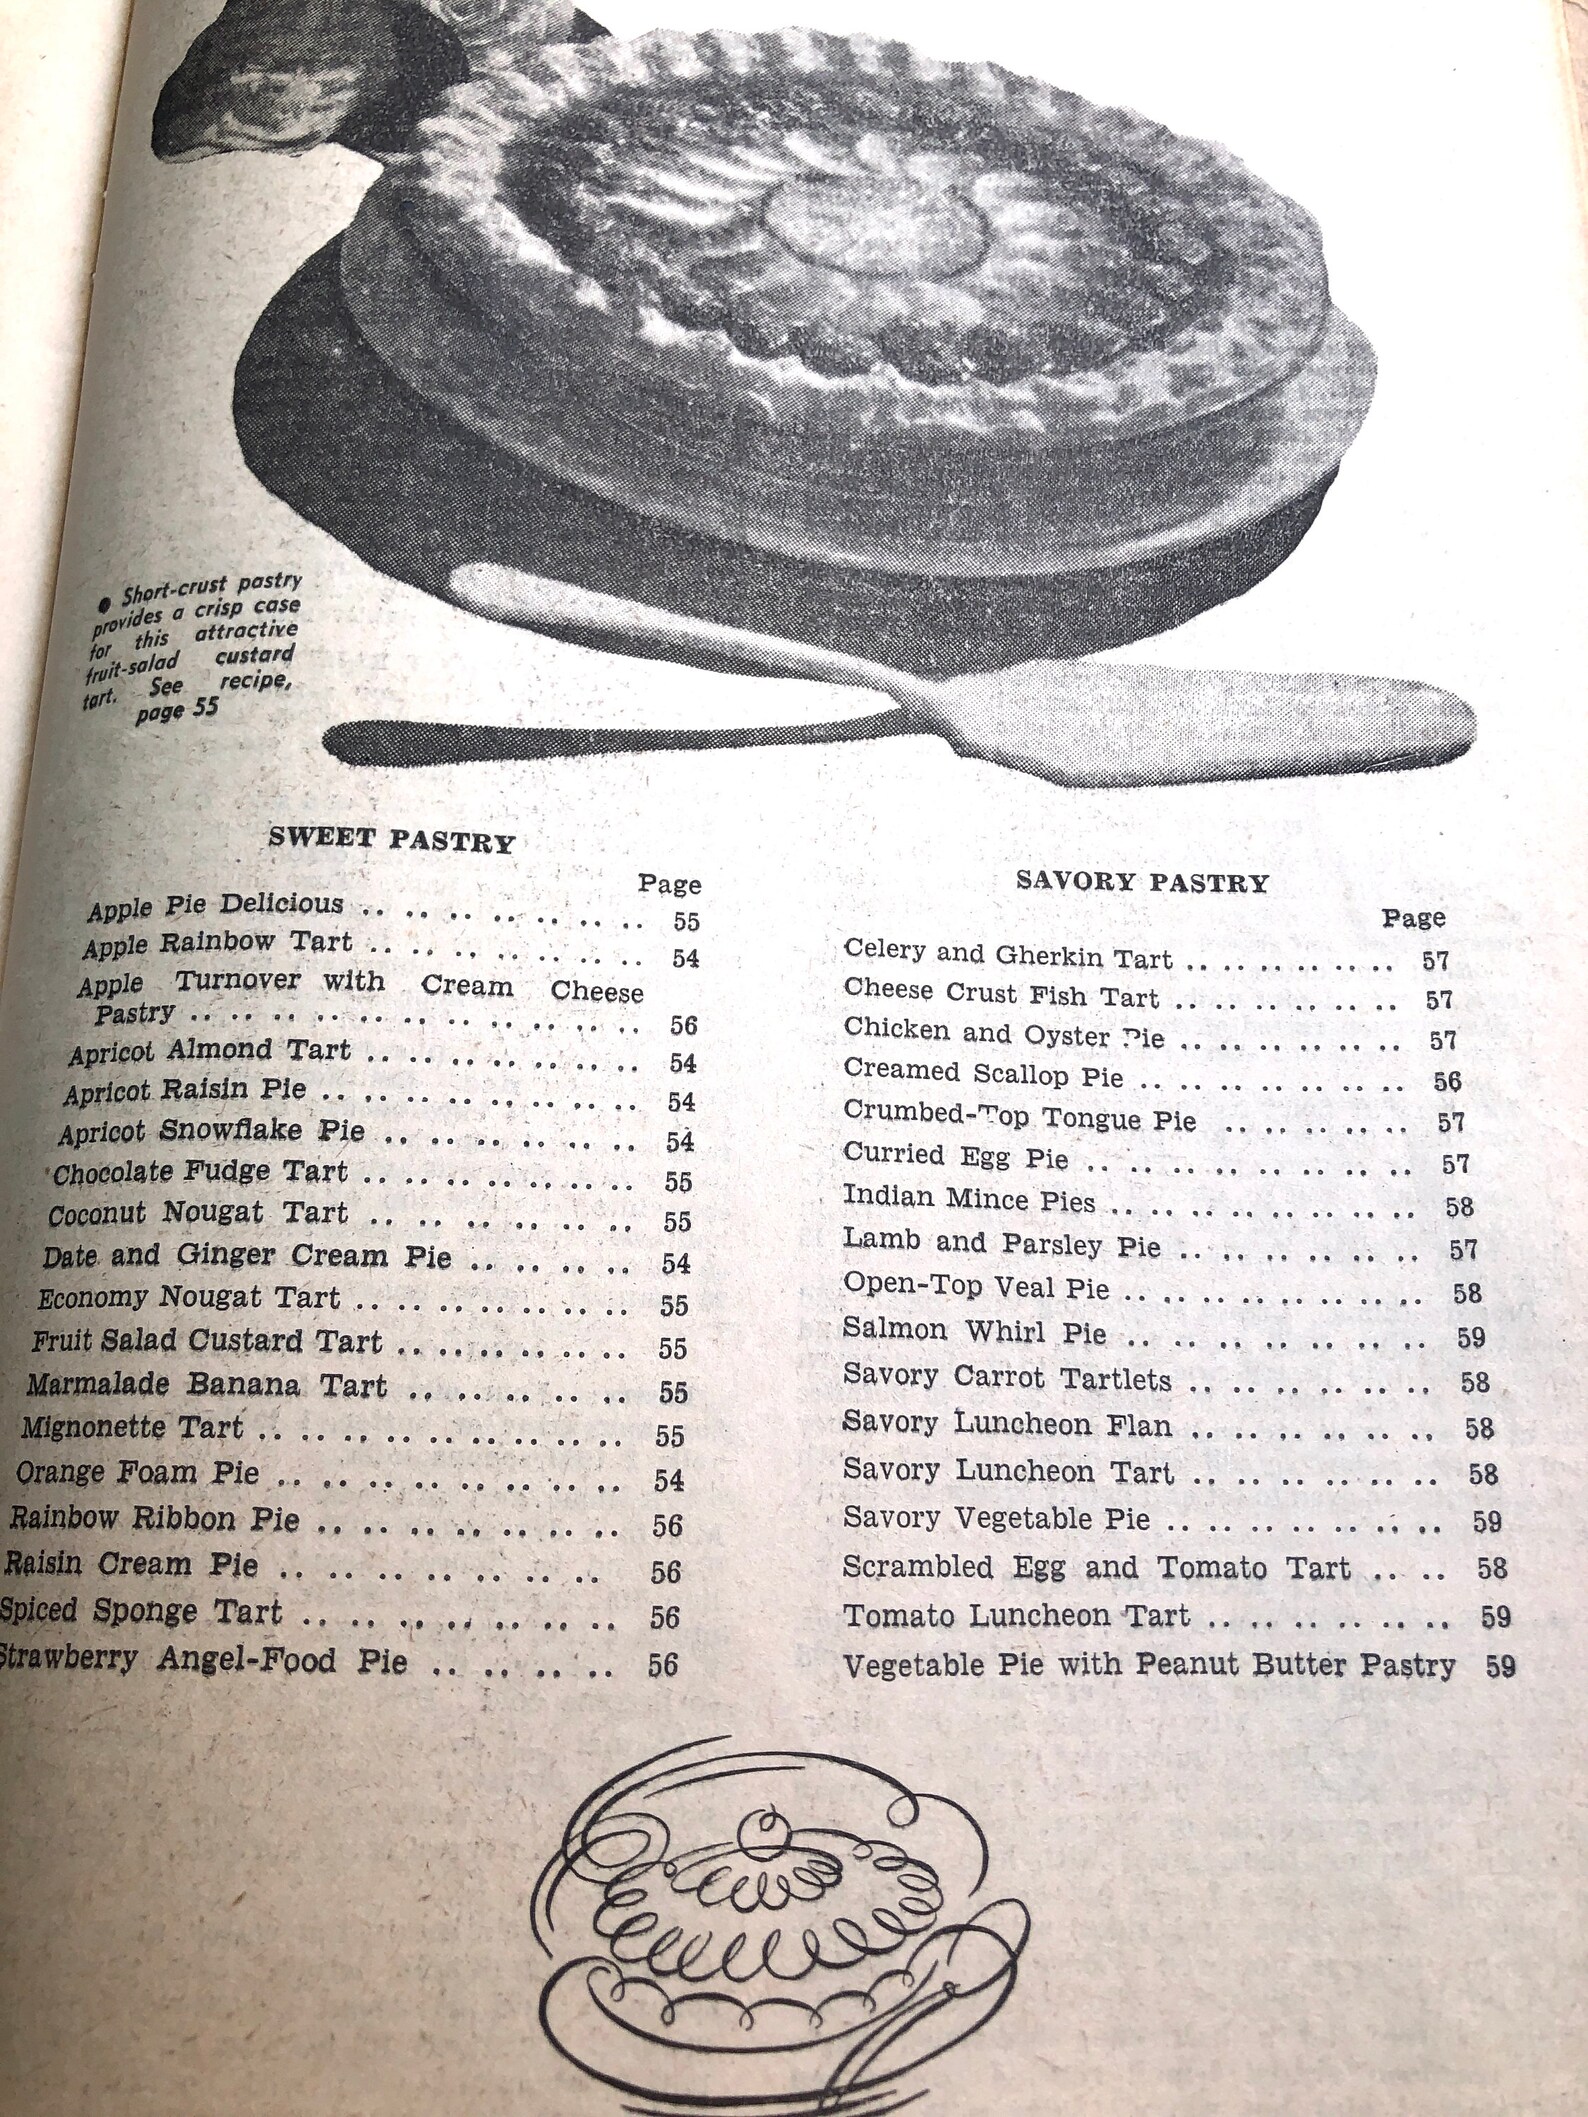 ● Short-crust pastry
provides a crisp case
for this attractive
fruit-salad custard
tart. See recipe,
page 55
SWEET PASTRY
Page
Apple Pie Delicious .. .. .. .. .. .. .. 55
Apple Rainbow Tart .. .. .. .. .. .. .. 54
Apple Turnover with Cream Cheese
Pastry .. .. .. .. .. .. .. .. .. .. .. 56
Apricot Almond Tart .. .. .. .. .. .. .. 54
Apricot Raisin Pie .. .. .. .. .. .. .. .. 54
Apricot Snowflake Pie .. .. .. .. .. .. .. 54
Chocolate Fudge Tart .. .. .. .. .. .. .. 55
Coconut Nougat Tart .. .. .. .. .. .. .. 55
Date and Ginger Cream Pie .. .. .. .. .. 54
Economy Nougat Tart .. .. .. .. .. .. .. 55
Fruit Salad Custard Tart .. .. .. .. .. .. 55
Marmalade Banana Tart .. .. .. .. .. .. 55
Mignonette Tart .. .. .. .. .. .. .. .. .. .. 55
Orange Foam Pie .. .. .. .. .. .. .. .. .. 54
Rainbow Ribbon Pie .. .. .. .. .. .. .. .. 56
Raisin Cream Pie .. .. .. .. .. .. .. .. 56
Spiced Sponge Tart .. .. .. .. .. .. .. .. 56
Strawberry Angel-Food Pie .. .. .. .. .. 56
SAVORY PASTRY
Page
Celery and Gherkin Tart .. .. .. .. .. .. 57
Cheese Crust Fish Tart .. .. .. .. .. .. 57
Chicken and Oyster Pie .. .. .. .. .. .. 57
Creamed Scallop Pie .. .. .. .. .. .. .. 56
Crumbed-Top Tongue Pie .. .. .. .. .. 57
Curried Egg Pie .. .. .. .. .. .. .. .. .. 57
Indian Mince Pies .. .. .. .. .. .. .. .. 58
Lamb and Parsley Pie .. .. .. .. .. .. .. 57
Open-Top Veal Pie .. .. .. .. .. .. .. .. 58
Salmon Whirl Pie .. .. .. .. .. .. .. .. 59
Savory Carrot Tartlets .. .. .. .. .. .. 58
Savory Luncheon Flan .. .. .. .. .. .. .. 58
Savory Luncheon Tart .. .. .. .. .. .. .. 58
Savory Vegetable Pie .. .. .. .. .. .. .. 59
Scrambled Egg and Tomato Tart .. .. 58
Tomato Luncheon Tart .. .. .. .. .. .. 59
Vegetable Pie with Peanut Butter Pastry 59